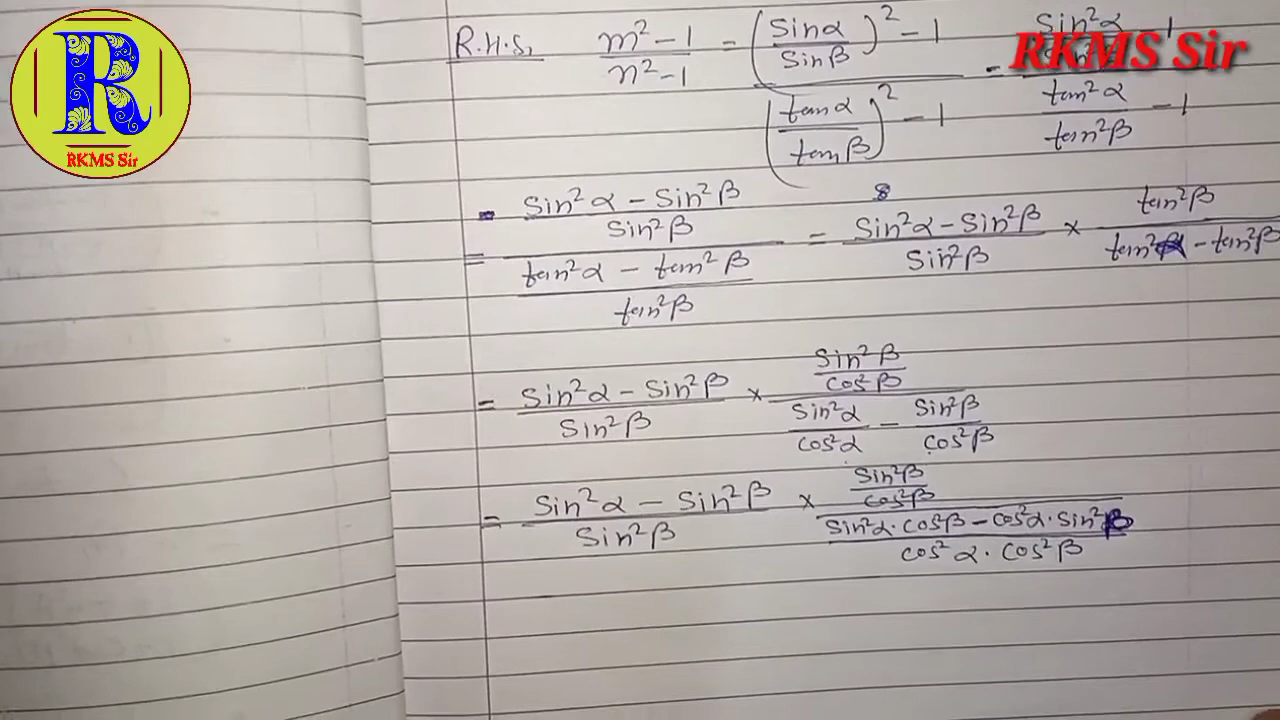 R.H.S, m²-1 / n²-1 = (Sinα / Sinβ)² - 1 / (tanα / tanβ)² - 1 = Sin²α - 1 / tan²α / tan²β - 1
RKMS Sir
R
RKMS Sir
= Sin²α - Sin²β / Sin²β / tan²α - tan²β / tan²β = Sin²α - Sin²β / Sin²β × tan²β / tan²α - tan²β
= Sin²α - Sin²β / Sin²β × Sin²β / cos²β / Sin²α / cos²α - Sin²β / cos²β
= Sin²α - Sin²β / Sin²β × Sin²β / cos²β / Sin²α · cos²β - cos²α · Sin²β / cos²α · cos²β